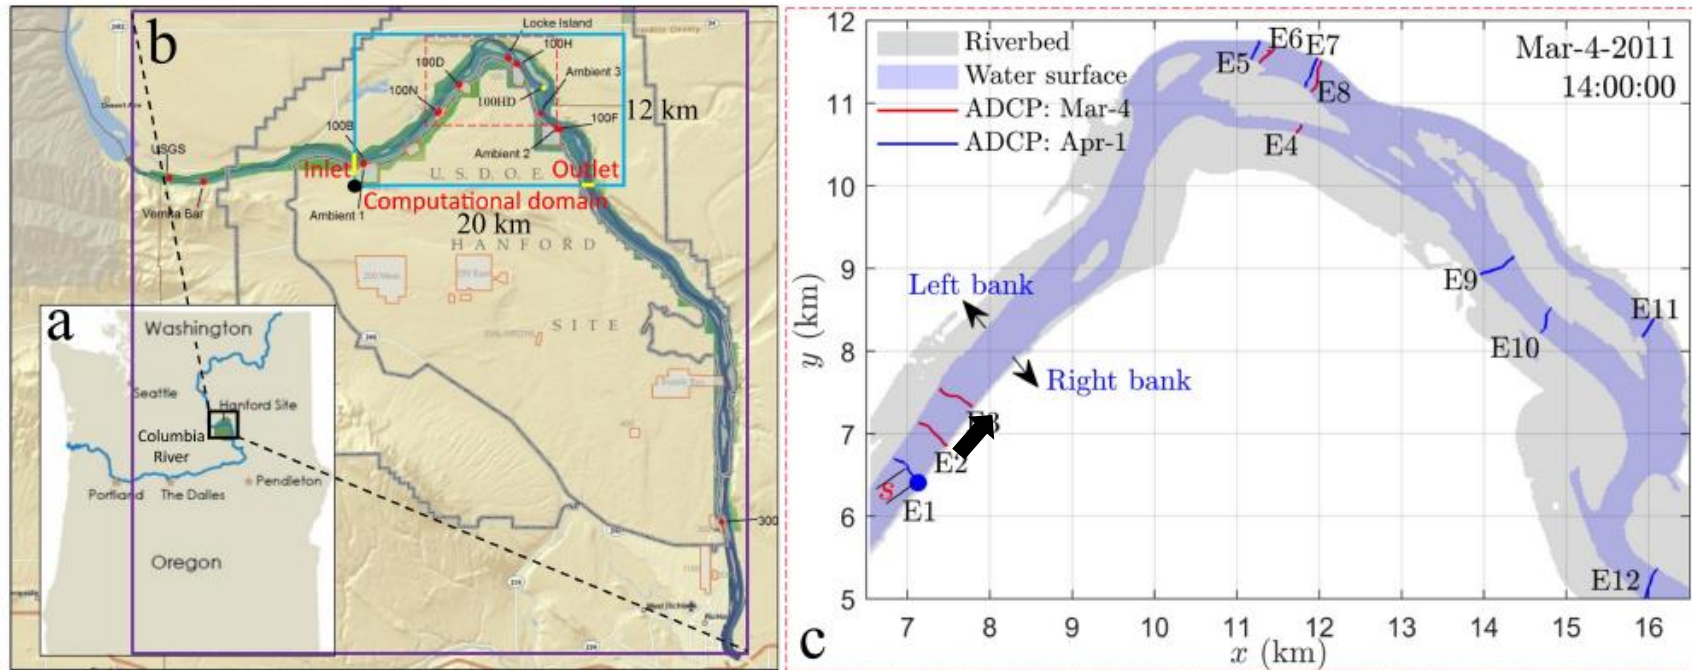 b
Locke Island
100H
100D
Ambient 3
100N
100HD
12 km
100F
100B
USGS
Ambient 2
Inlet
U. S. D. O. E.
Outlet
Vernita Bar
Ambient 1
Computational domain
20 km
HANFORD
200 West
SITE
300
a
Washington
Seattle
Hanford Site
Columbia
River
Portland
The Dalles
Pendleton
Oregon
12
11
10
9
8
7
6
5
y (km)
Riverbed
Water surface
ADCP: Mar-4
ADCP: Apr-1
Mar-4-2011
14:00:00
E5
E6
E7
E8
E4
E9
E11
E10
Left bank
Right bank
E3
E2
s
E1
E12
7 8 9 10 11 12 13 14 15 16
x (km)
c